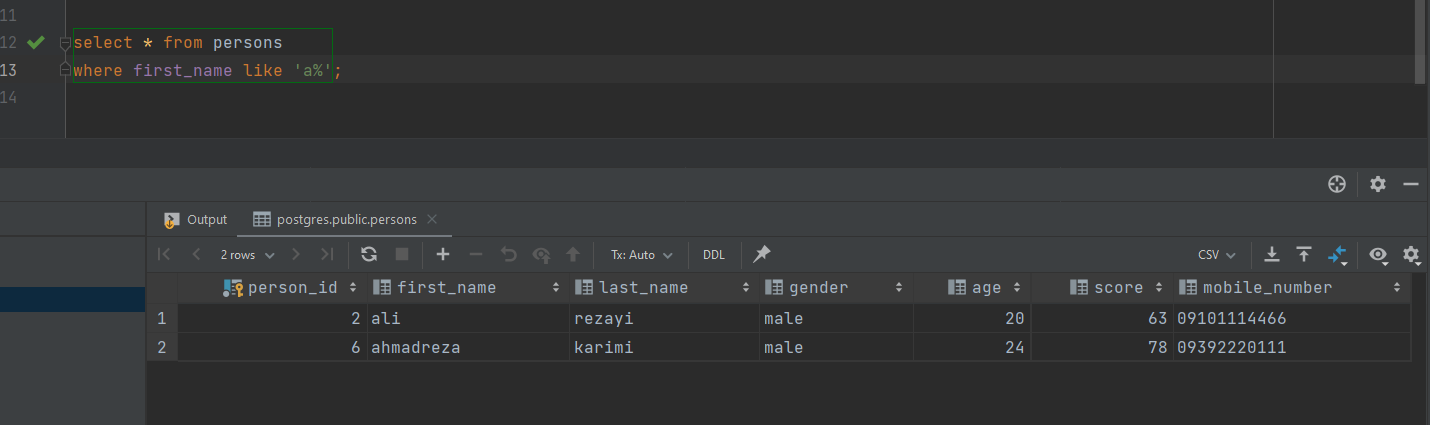 11
12 select * from persons
13 where first_name like 'a%';
14
Output postgres.public.persons
2 rows Tx: Auto DDL CSV
person_id first_name last_name gender age score mobile_number
1 2 ali rezayi male 20 63 09101114466
2 6 ahmadreza karimi male 24 78 09392220111